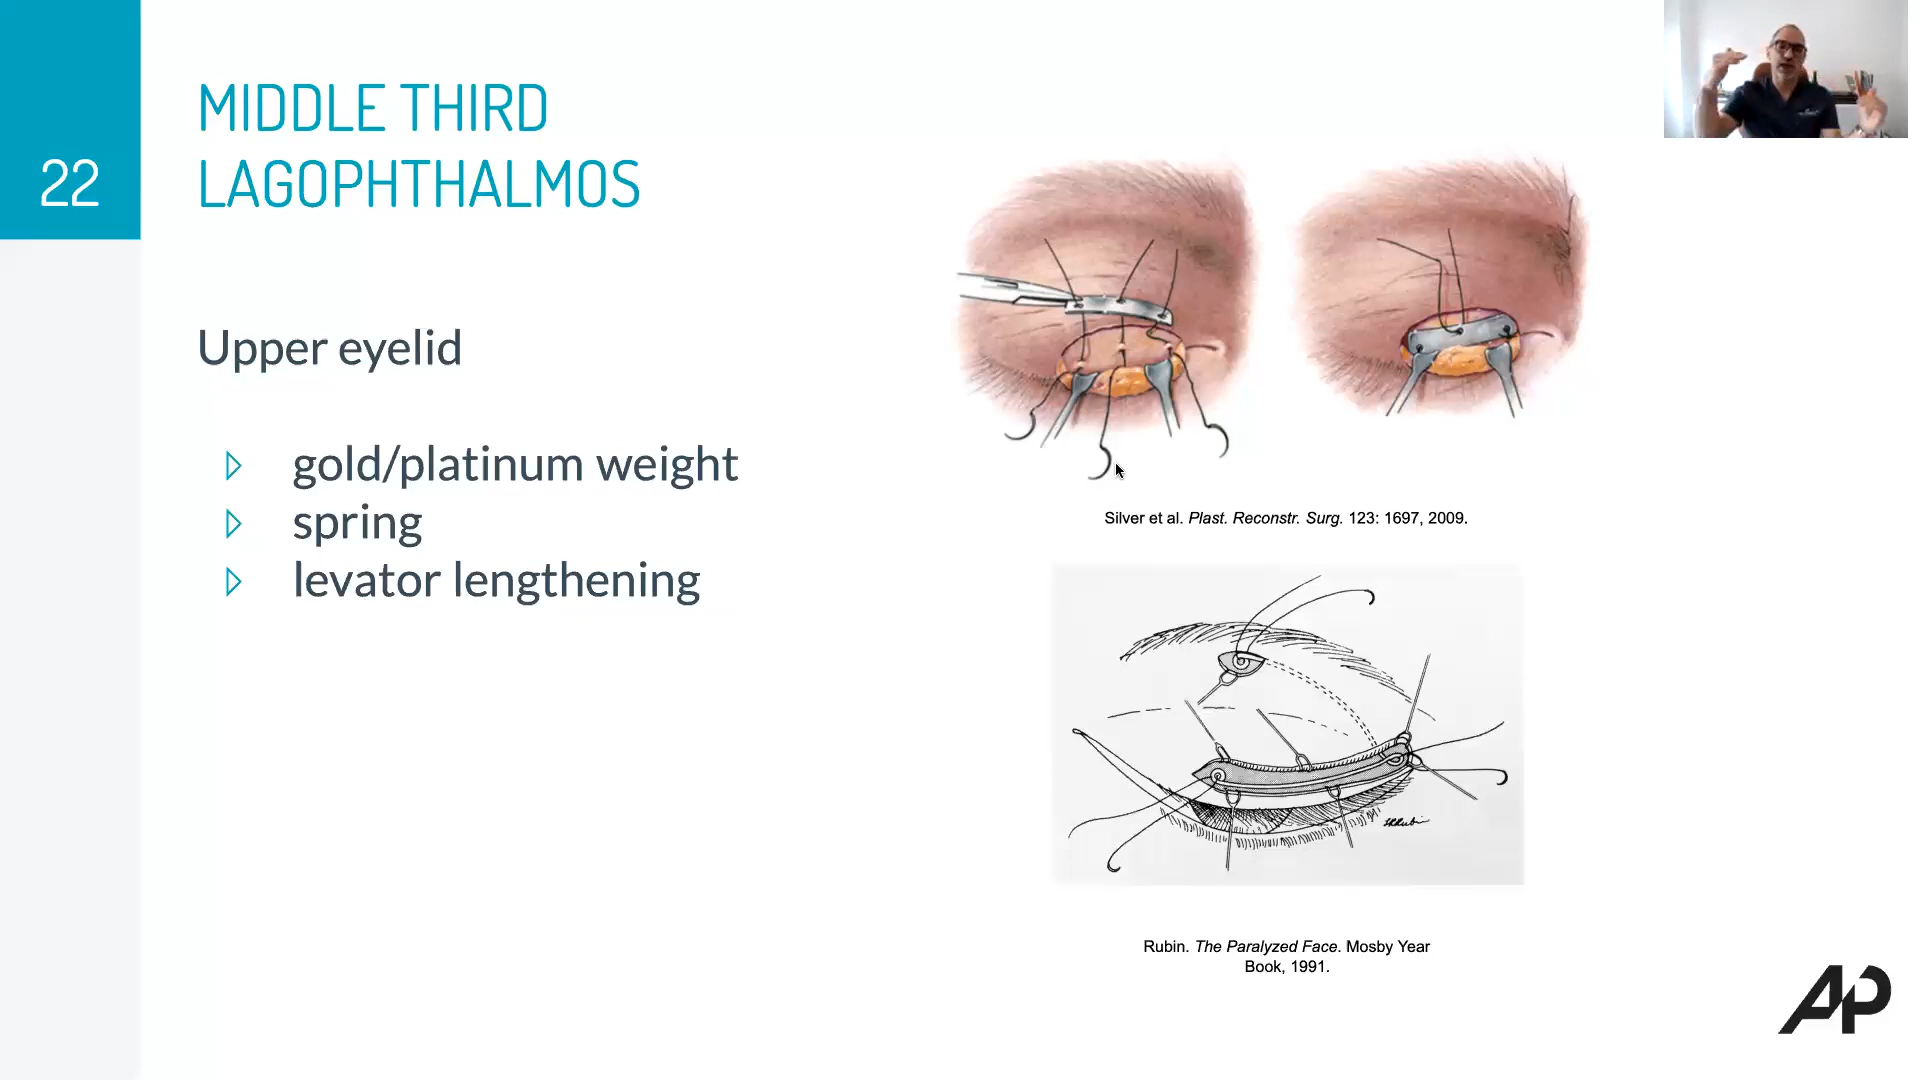 22
MIDDLE THIRD
LAGOPHTHALMOS
Upper eyelid
gold/platinum weight
spring
levator lengthening
Silver et al. Plast. Reconstr. Surg. 123: 1697, 2009.
Rubin. The Paralyzed Face. Mosby Year
Book, 1991.
AP